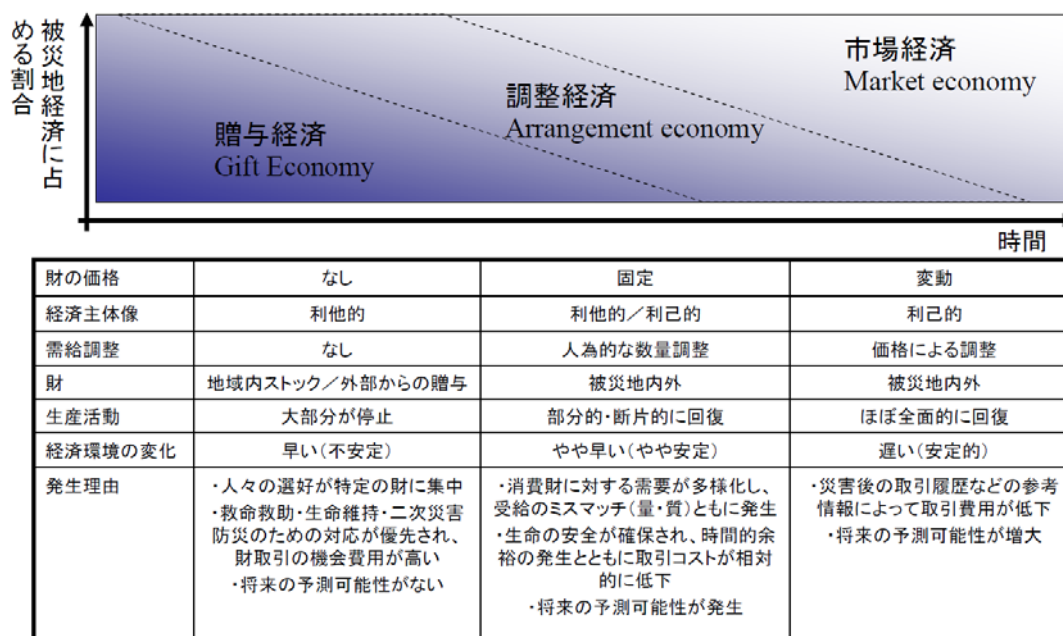 被災地経済に占
める割合
贈与経済
Gift Economy
調整経済
Arrangement economy
市場経済
Market economy
時間
財の価格 なし 固定 変動
経済主体像 利他的 利他的／利己的 利己的
需給調整 なし 人為的な数量調整 価格による調整
財 地域内ストック／外部からの贈与 被災地内外 被災地内外
生産活動 大部分が停止 部分的・断片的に回復 ほぼ全面的に回復
経済環境の変化 早い(不安定) やや早い(やや安定) 遅い(安定的)
発生理由
・人々の選好が特定の財に集中
・救命救助・生命維持・二次災害
防災のための対応が優先され、
財取引の機会費用が高い
・将来の予測可能性がない
・消費財に対する需要が多様化し、
受給のミスマッチ(量・質)ともに発生
・生命の安全が確保され、時間的余
裕の発生とともに取引コストが相対
的に低下
・将来の予測可能性が発生
・災害後の取引履歴などの参考
情報によって取引費用が低下
・将来の予測可能性が増大